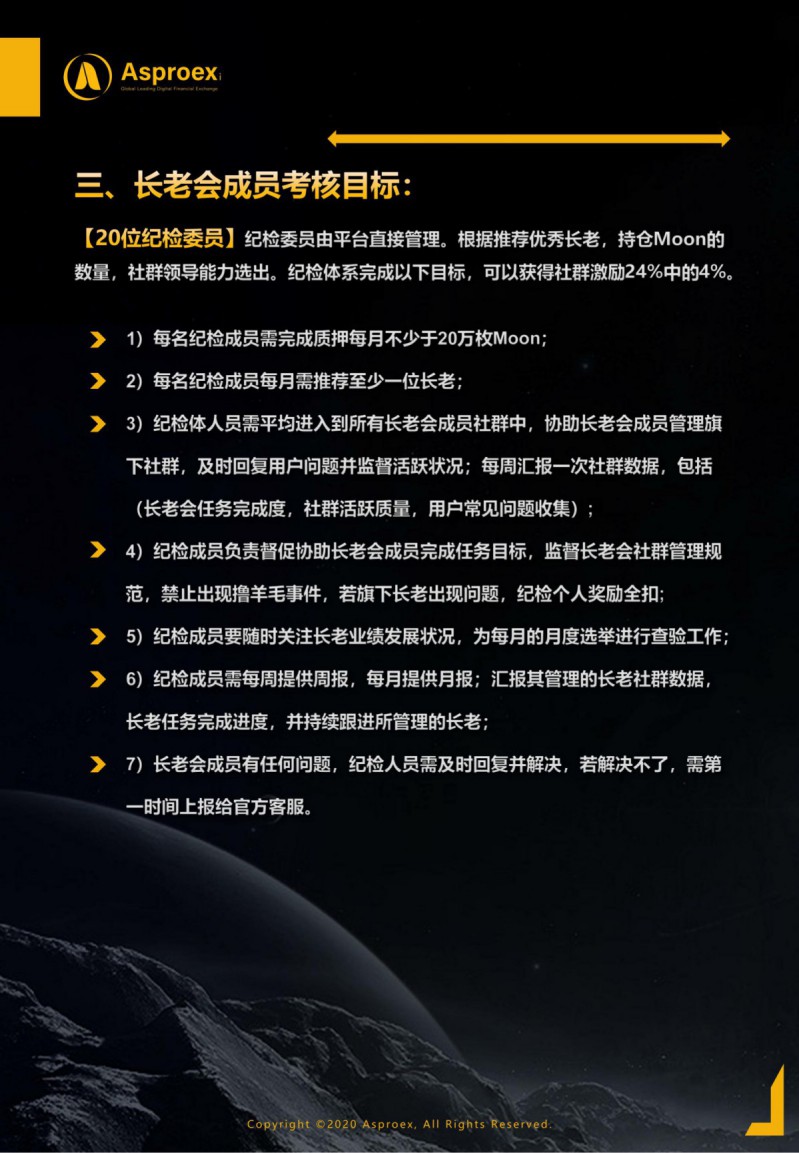 Asproex
Global Leading Digital Financial Exchange
三、长老会成员考核目标：
【20位纪检委员】纪检委员由平台直接管理。根据推荐优秀长老，持仓Moon的
数量，社群领导能力选出。纪检体系完成以下目标，可以获得社群激励24%中的4%。
1）每名纪检成员需完成质押每月不少于20万枚Moon；
2）每名纪检成员每月需推荐至少一位长老；
3）纪检体人员需平均进入到所有长老会成员社群中，协助长老会成员管理旗
下社群，及时回复用户问题并监督活跃状况；每周汇报一次社群数据，包括
（长老会任务完成度，社群活跃质量，用户常见问题收集）；
4）纪检成员负责督促协助长老会成员完成任务目标，监督长老会社群管理规
范，禁止出现撸羊毛事件，若旗下长老出现问题，纪检个人奖励全扣;
5）纪检成员要随时关注长老业绩发展状况，为每月的月度选举进行查验工作；
6）纪检成员需每周提供周报，每月提供月报；汇报其管理的长老社群数据，
长老任务完成进度，并持续跟进所管理的长老；
7）长老会成员有任何问题，纪检人员需及时回复并解决，若解决不了，需第
一时间上报给官方客服。
Copyright ©2020 Asproex, All Rights Reserved.